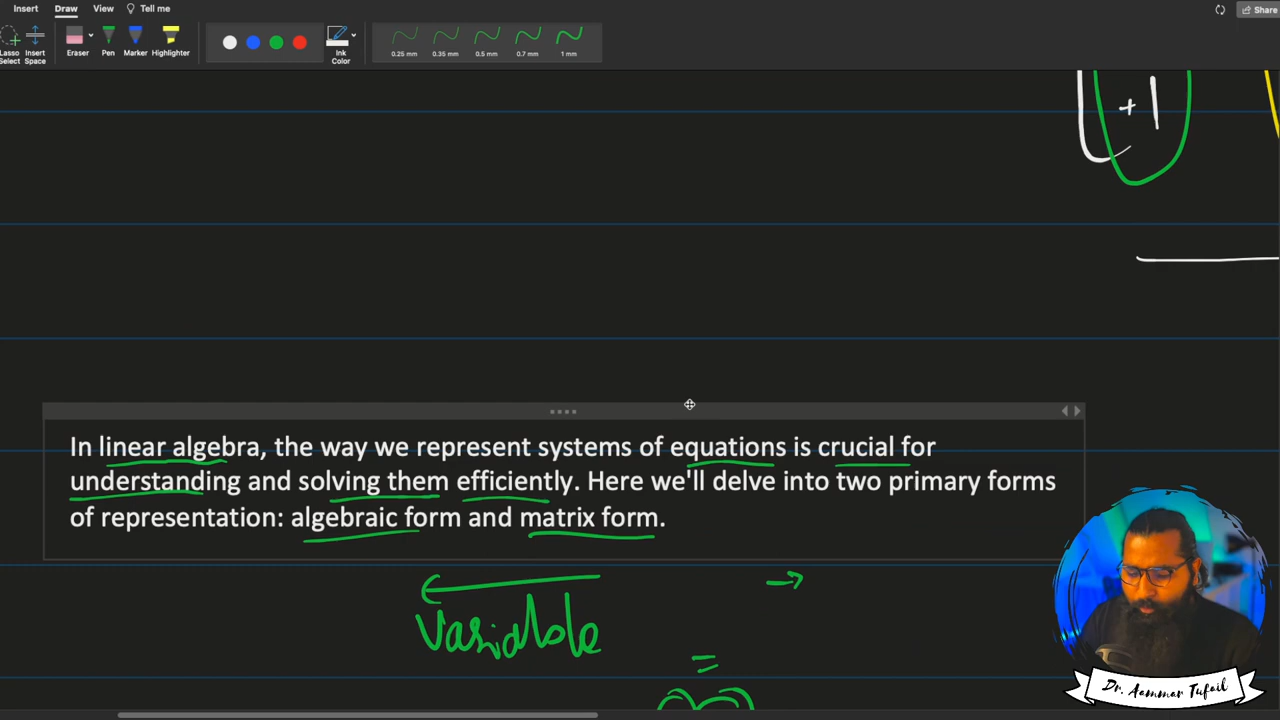 Insert Draw View Tell me Share
Lasso Select Insert Space Eraser Pen Marker Highlighter Ink Color 0.25 mm 0.35 mm 0.5 mm 0.7 mm 1 mm
+1
In linear algebra, the way we represent systems of equations is crucial for
understanding and solving them efficiently. Here we'll delve into two primary forms
of representation: algebraic form and matrix form.
Variable
=
Dr. Aammar Tufail